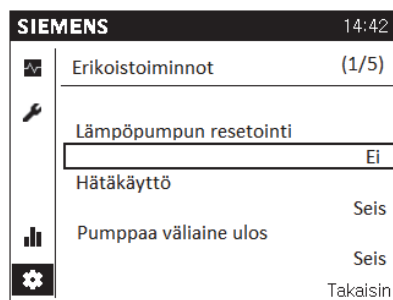 SIEMENS 14:42
Erikoistoiminnot (1/5)
Lämpöpumpun resetointi
Ei
Hätäkäyttö
Seis
Pumppaa väliaine ulos
Seis
Takaisin